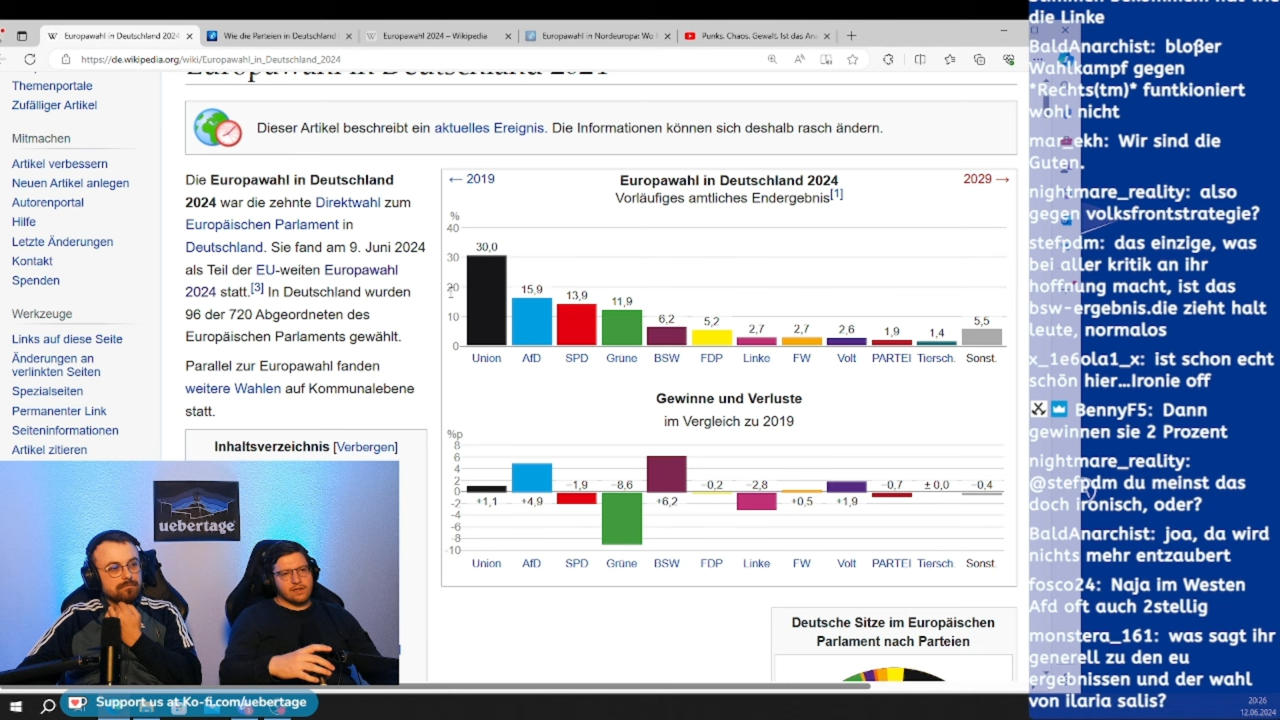 Europawahl in Deutschland 2024
Wie die Parteien in Deutschland
Europawahl 2024 – Wikipedia
Europawahl in Nordeuropa: Wo
Punks. Chaos. Gewalt. Ist das An
https://de.wikipedia.org/wiki/Europawahl_in_Deutschland_2024
Europawahl in Deutschland 2024
Themenportale
Zufälliger Artikel
Mitmachen
Artikel verbessern
Neuen Artikel anlegen
Autorenportal
Hilfe
Letzte Änderungen
Kontakt
Spenden
Werkzeuge
Links auf diese Seite
Änderungen an
verlinkten Seiten
Spezialseiten
Permanenter Link
Seiteninformationen
Artikel zitieren
Dieser Artikel beschreibt ein aktuelles Ereignis. Die Informationen können sich deshalb rasch ändern.
Die Europawahl in Deutschland
2024 war die zehnte Direktwahl zum
Europäischen Parlament in
Deutschland. Sie fand am 9. Juni 2024
als Teil der EU-weiten Europawahl
2024 statt.[3] In Deutschland wurden
96 der 720 Abgeordneten des
Europäischen Parlaments gewählt.
Parallel zur Europawahl fanden
weitere Wahlen auf Kommunalebene
statt.
Inhaltsverzeichnis [Verbergen]
← 2019 Europawahl in Deutschland 2024 2029 →
Vorläufiges amtliches Endergebnis[1]
%
40
30
20
10
0
30,0 15,9 13,9 11,9 6,2 5,2 2,7 2,7 2,6 1,9 1,4 5,5
Union AfD SPD Grüne BSW FDP Linke FW Volt PARTEI Tiersch. Sonst.
Gewinne und Verluste
im Vergleich zu 2019
%p
8
6
4
2
0
-2
-4
-6
-8
-10
+1,1 +4,9 −1,9 −8,6 +6,2 −0,2 −2,8 +0,5 +1,9 −0,7 ± 0,0 −0,4
Union AfD SPD Grüne BSW FDP Linke FW Volt PARTEI Tiersch. Sonst.
Deutsche Sitze im Europäischen
Parlament nach Parteien
uebertage
Support us at Ko-fi.com/uebertage
die Linke
BaldAnarchist: bloßer
Wahlkampf gegen
*Rechts(tm)* funtkioniert
wohl nicht
mar_ekh: Wir sind die
Guten.
nightmare_reality: also
gegen volksfrontstrategie?
stefpdm: das einzige, was
bei aller kritik an ihr
hoffnung macht, ist das
bsw-ergebnis.die zieht halt
leute, normalos
x_1e6ola1_x: ist schon echt
schön hier...Ironie off
BennyF5: Dann
gewinnen sie 2 Prozent
nightmare_reality:
@stefpdm du meinst das
doch ironisch, oder?
BaldAnarchist: joa, da wird
nichts mehr entzaubert
fosco24: Naja im Westen
Afd oft auch 2stellig
monstera_161: was sagt ihr
generell zu den eu
ergebnissen und der wahl
von ilaria salis?
20:26
12.06.2024